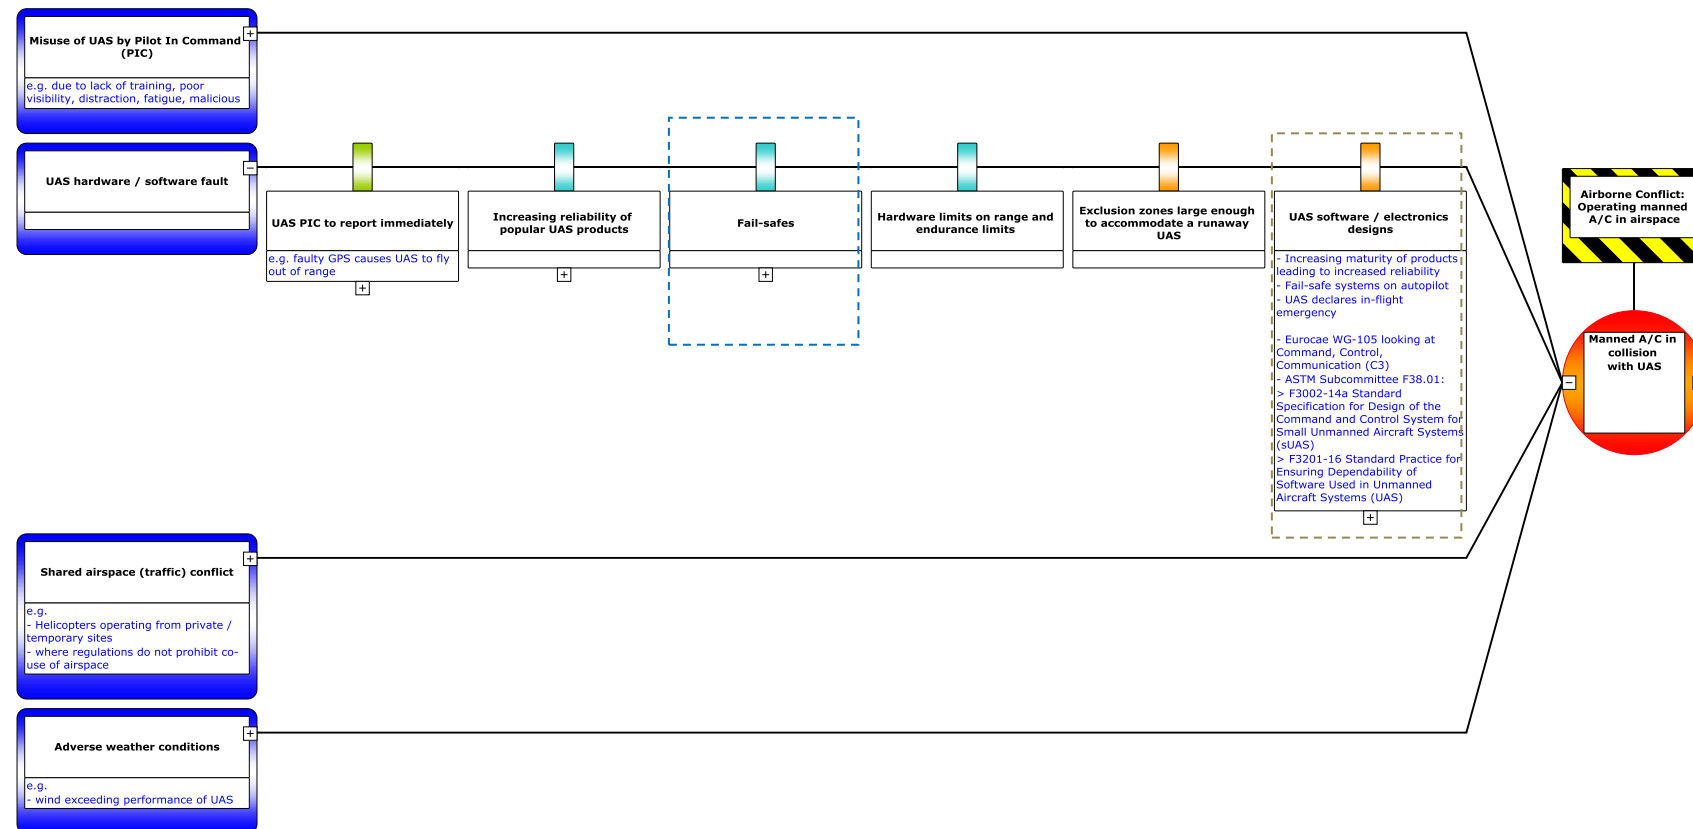 Misuse of UAS by Pilot In Command
(PIC)
e.g. due to lack of training, poor
visibility, distraction, fatigue, malicious
UAS hardware / software fault
UAS PIC to report immediately
e.g. faulty GPS causes UAS to fly
out of range
Increasing reliability of
popular UAS products
Fail-safes
Hardware limits on range and
endurance limits
Exclusion zones large enough
to accommodate a runaway
UAS
UAS software / electronics
designs
- Increasing maturity of products
leading to increased reliability
- Fail-safe systems on autopilot
- UAS declares in-flight
emergency
- Eurocae WG-105 looking at
Command, Control,
Communication (C3)
- ASTM Subcommittee F38.01:
> F3002-14a Standard
Specification for Design of the
Command and Control System for
Small Unmanned Aircraft Systems
(sUAS)
> F3201-16 Standard Practice for
Ensuring Dependability of
Software Used in Unmanned
Aircraft Systems (UAS)
Airborne Conflict:
Operating manned
A/C in airspace
Manned A/C in
collision
with UAS
Shared airspace (traffic) conflict
e.g.
- Helicopters operating from private /
temporary sites
- where regulations do not prohibit co-
use of airspace
Adverse weather conditions
e.g.
- wind exceeding performance of UAS